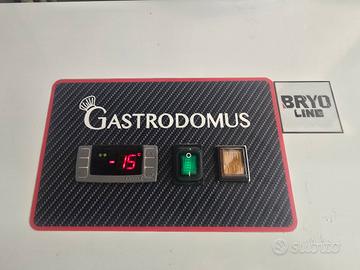 BRYO
LINE
GASTRODOMUS
-15°
subito